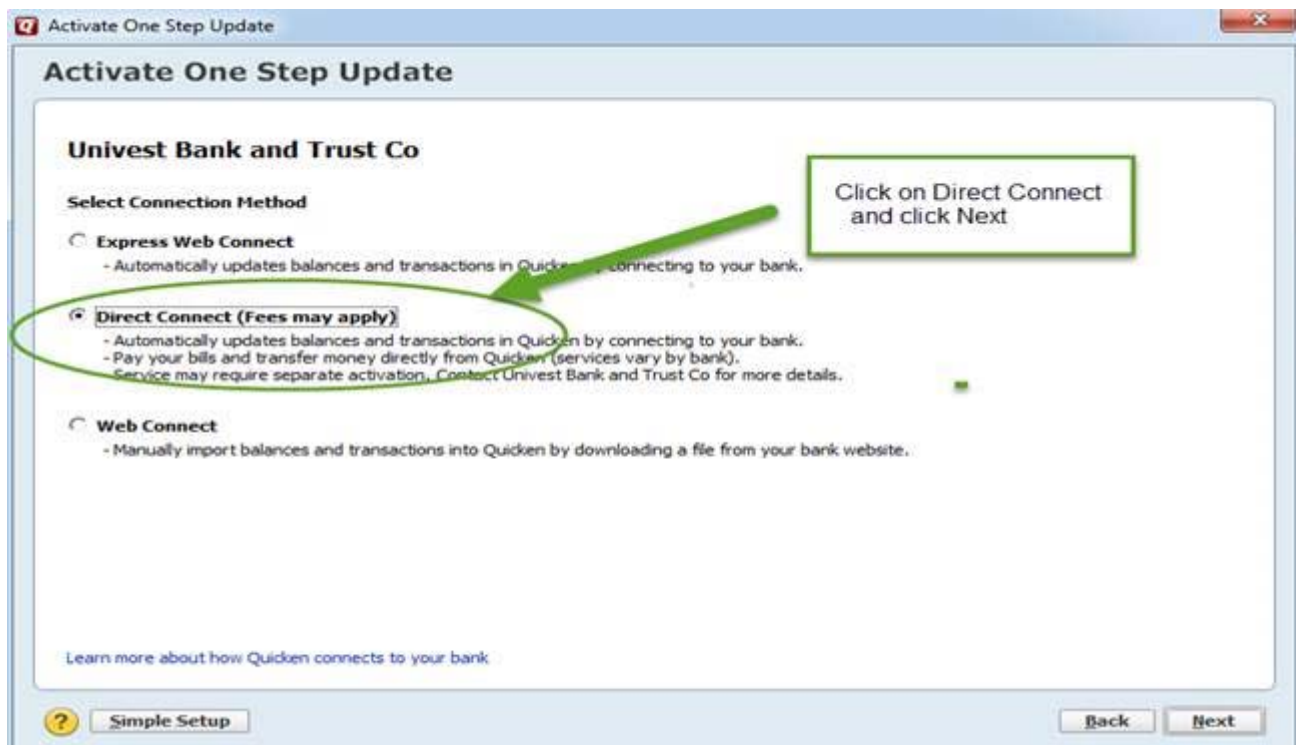 Activate One Step Update
Activate One Step Update
Univest Bank and Trust Co
Select Connection Method
Click on Direct Connect
and click Next
Express Web Connect
- Automatically updates balances and transactions in Quicken by connecting to your bank.
Direct Connect (Fees may apply)
- Automatically updates balances and transactions in Quicken by connecting to your bank.
- Pay your bills and transfer money directly from Quicken (services vary by bank).
- Service may require separate activation. Contact Univest Bank and Trust Co for more details.
Web Connect
- Manually import balances and transactions into Quicken by downloading a file from your bank website.
Learn more about how Quicken connects to your bank
? Simple Setup Back Next